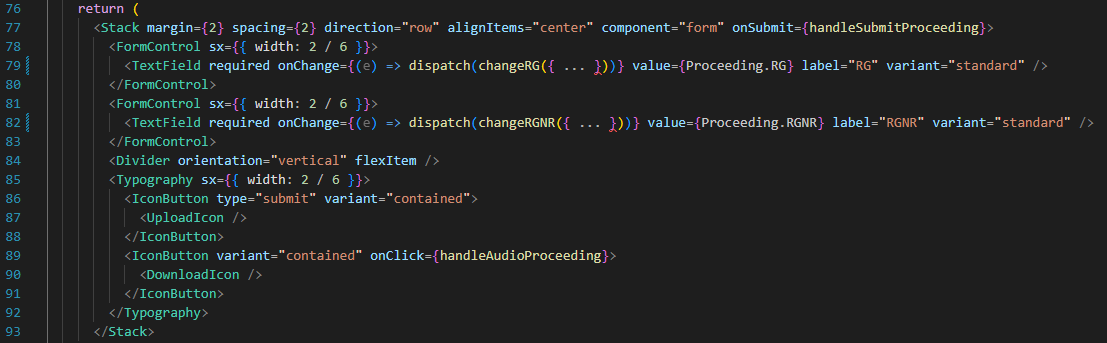 76 return (
77 <Stack margin={2} spacing={2} direction="row" alignItems="center" component="form" onSubmit={handleSubmitProceeding}>
78 <FormControl sx={{ width: 2 / 6 }}>
79 <TextField required onChange={(e) => dispatch(changeRG({ ... }))} value={Proceeding.RG} label="RG" variant="standard" />
80 </FormControl>
81 <FormControl sx={{ width: 2 / 6 }}>
82 <TextField required onChange={(e) => dispatch(changeRGNR({ ... }))} value={Proceeding.RGNR} label="RGNR" variant="standard" />
83 </FormControl>
84 <Divider orientation="vertical" flexItem />
85 <Typography sx={{ width: 2 / 6 }}>
86 <IconButton type="submit" variant="contained">
87 <UploadIcon />
88 </IconButton>
89 <IconButton variant="contained" onClick={handleAudioProceeding}>
90 <DownloadIcon />
91 </IconButton>
92 </Typography>
93 </Stack>